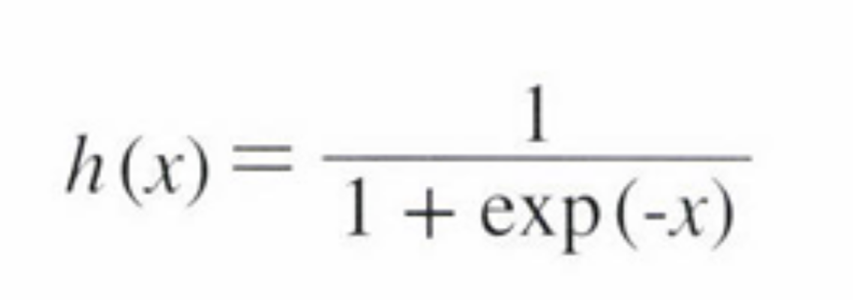 h(x) = 1 / (1 + exp(-x))